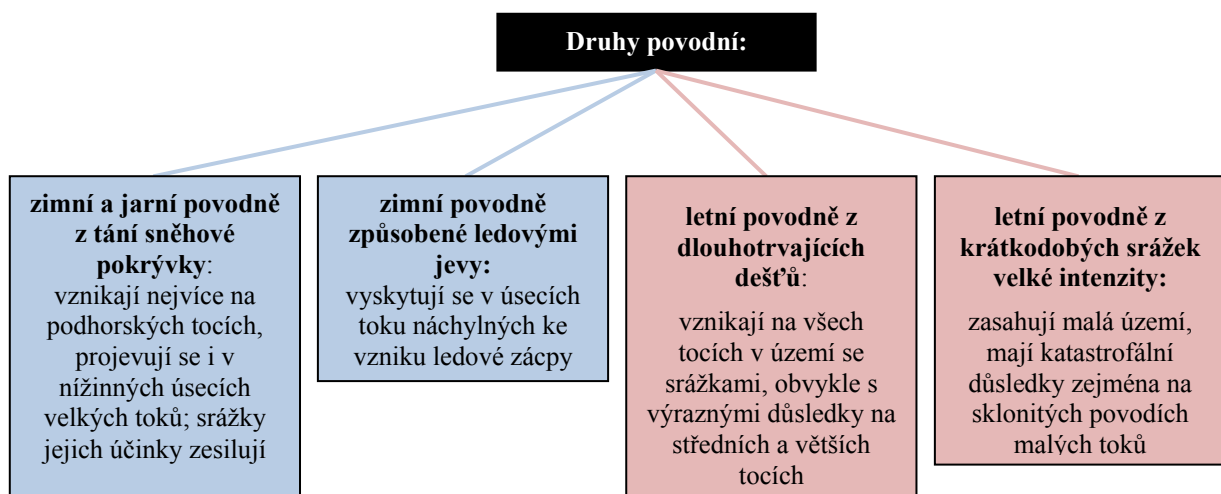 Druhy povodní:
zimní a jarní povodně
z tání sněhové
pokrývky:
vznikají nejvíce na
podhorských tocích,
projevují se i v
nížinných úsecích
velkých toků; srážky
jejich účinky zesilují
zimní povodně
způsobené ledovými
jevy:
vyskytují se v úsecích
toku náchylných ke
vzniku ledové zácpy
letní povodně z
dlouhotrvajících
dešťů:
vznikají na všech
tocích v území se
srážkami, obvykle s
výraznými důsledky na
středních a větších
tocích
letní povodně z
krátkodobých srážek
velké intenzity:
zasahují malá území,
mají katastrofální
důsledky zejména na
sklonitých povodích
malých toků